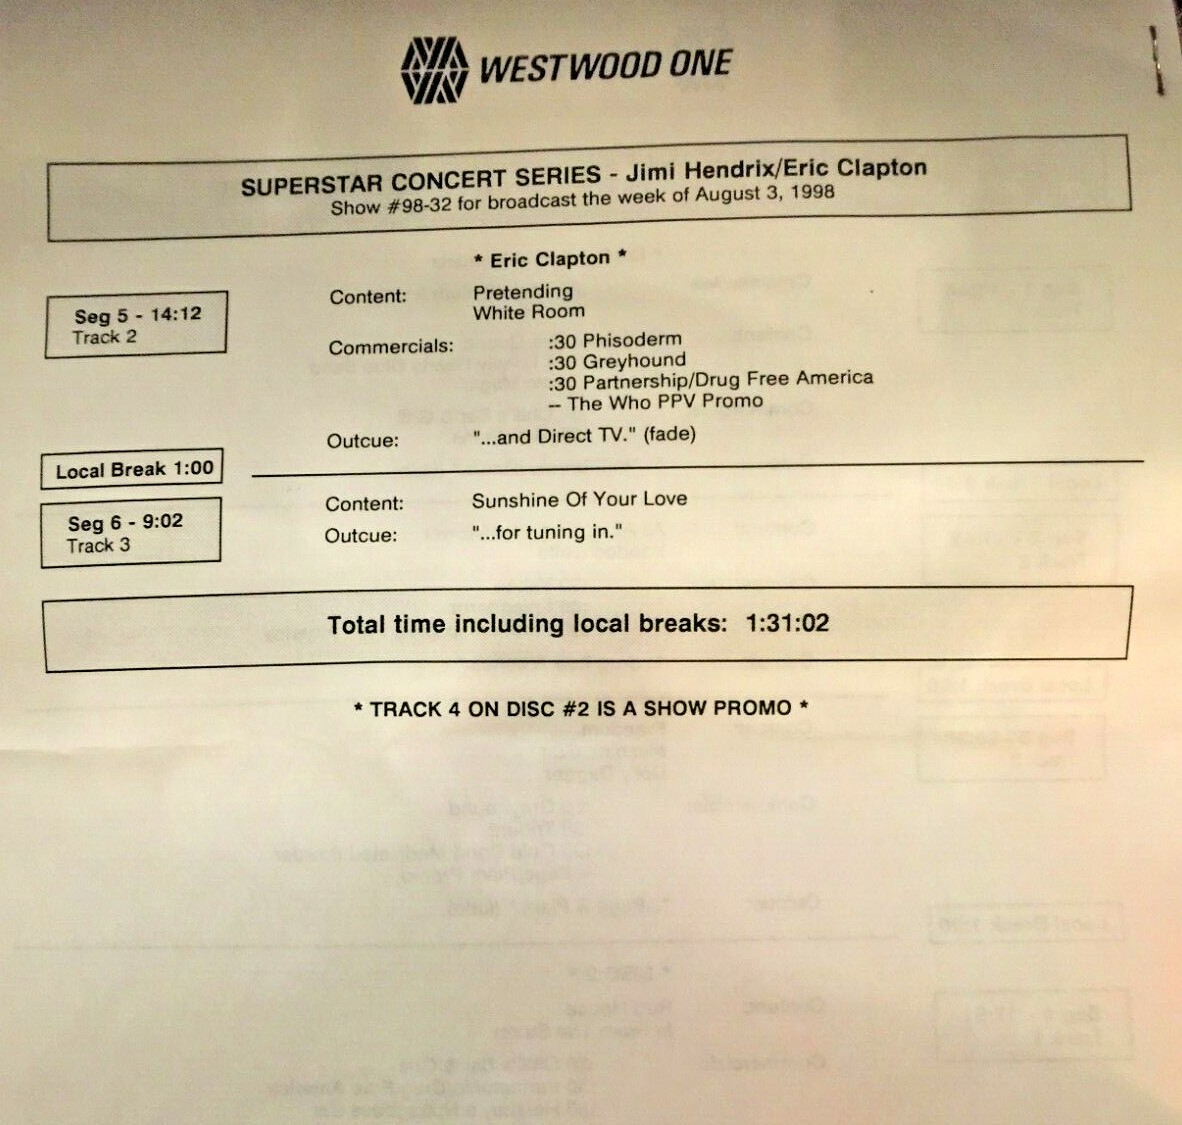 WESTWOOD ONE
SUPERSTAR CONCERT SERIES - Jimi Hendrix/Eric Clapton
Show #98-32 for broadcast the week of August 3, 1998
* Eric Clapton *
Seg 5 - 14:12
Track 2
Content: Pretending
White Room
Commercials: :30 Phisoderm
:30 Greyhound
:30 Partnership/Drug Free America
-- The Who PPV Promo
Outcue: "...and Direct TV." (fade)
Local Break 1:00
Seg 6 - 9:02
Track 3
Content: Sunshine Of Your Love
Outcue: "...for tuning in."
Total time including local breaks: 1:31:02
* TRACK 4 ON DISC #2 IS A SHOW PROMO *